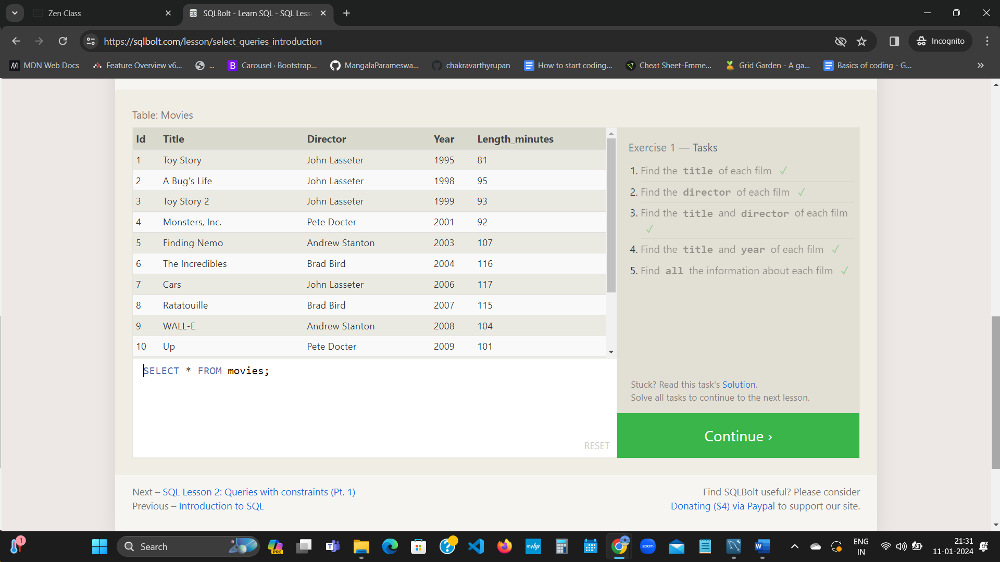 Zen Class
SQLBolt - Learn SQL - SQL Less
https://sqlbolt.com/lesson/select_queries_introduction
Incognito
MDN Web Docs
Feature Overview v6...
...
Carousel · Bootstrap...
MangalaParameswa...
chakravarthyrupan
How to start coding...
Cheat Sheet-Emme...
Grid Garden - A ga...
Basics of coding - G...
Table: Movies
Id Title Director Year Length_minutes
1 Toy Story John Lasseter 1995 81
2 A Bug's Life John Lasseter 1998 95
3 Toy Story 2 John Lasseter 1999 93
4 Monsters, Inc. Pete Docter 2001 92
5 Finding Nemo Andrew Stanton 2003 107
6 The Incredibles Brad Bird 2004 116
7 Cars John Lasseter 2006 117
8 Ratatouille Brad Bird 2007 115
9 WALL-E Andrew Stanton 2008 104
10 Up Pete Docter 2009 101
SELECT * FROM movies;
RESET
Exercise 1 — Tasks
1. Find the title of each film ✓
2. Find the director of each film ✓
3. Find the title and director of each film
✓
4. Find the title and year of each film ✓
5. Find all the information about each film ✓
Stuck? Read this task's Solution.
Solve all tasks to continue to the next lesson.
Continue ›
Next – SQL Lesson 2: Queries with constraints (Pt. 1)
Previous – Introduction to SQL
Find SQLBolt useful? Please consider
Donating ($4) via Paypal to support our site.
1
Search
PRE
myhp
zoom
ENG
IN
21:31
11-01-2024